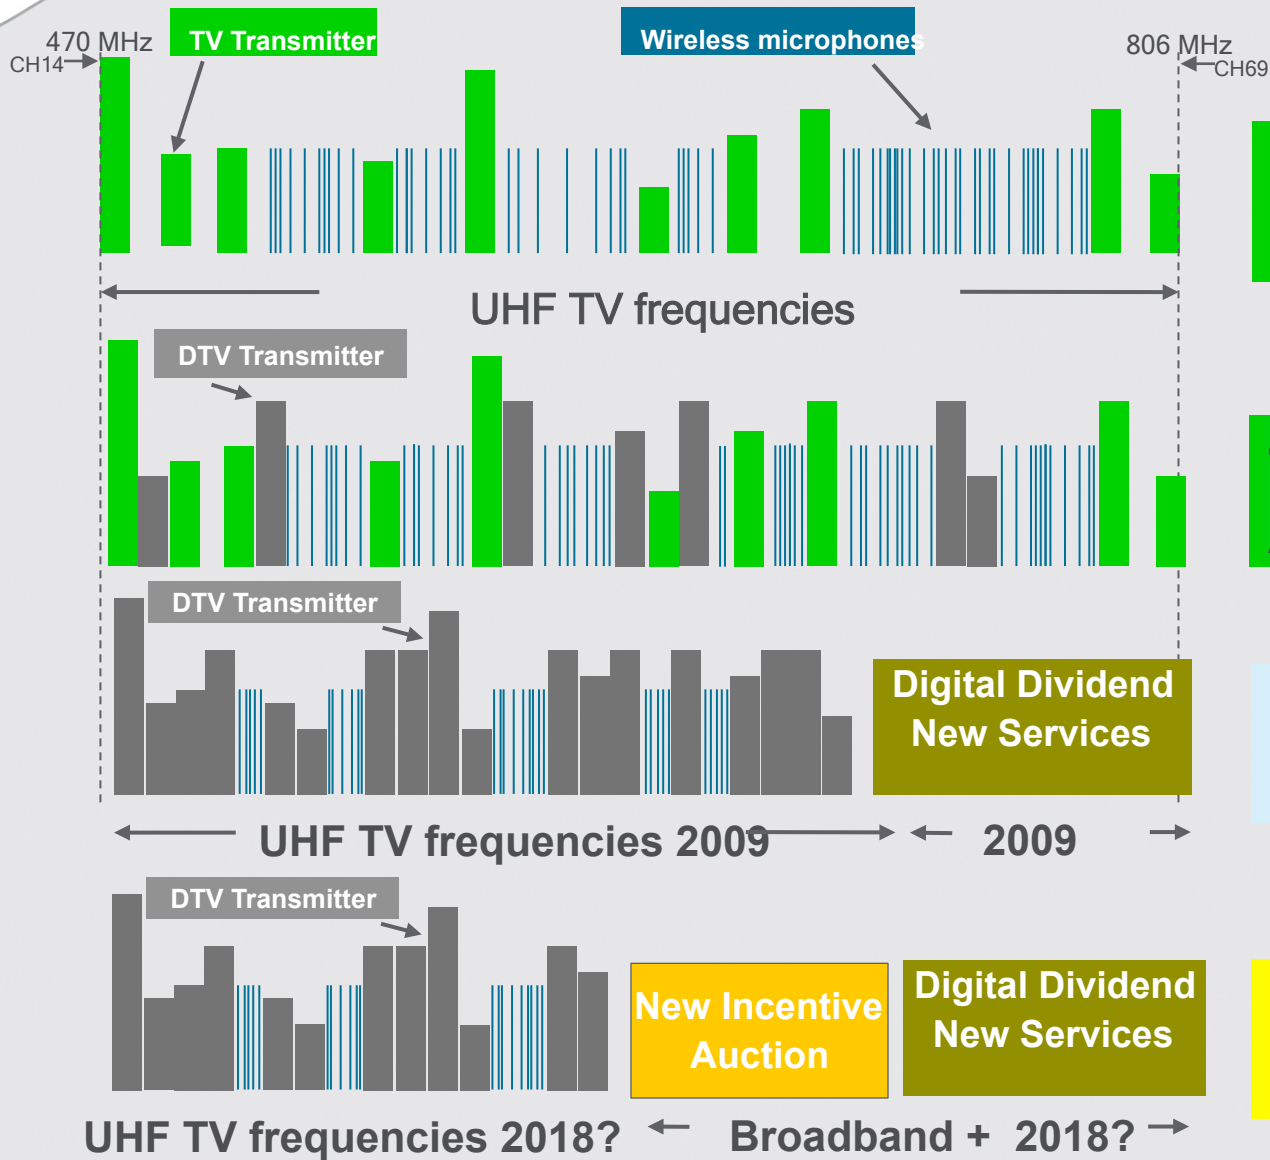 470 MHz
TV Transmitter
Wireless microphones
806 MHz
CH14
CH69
UHF TV frequencies
DTV Transmitter
DTV Transmitter
Digital Dividend
New Services
UHF TV frequencies 2009
2009
DTV Transmitter
New Incentive
Auction
Digital Dividend
New Services
UHF TV frequencies 2018?
Broadband + 2018?